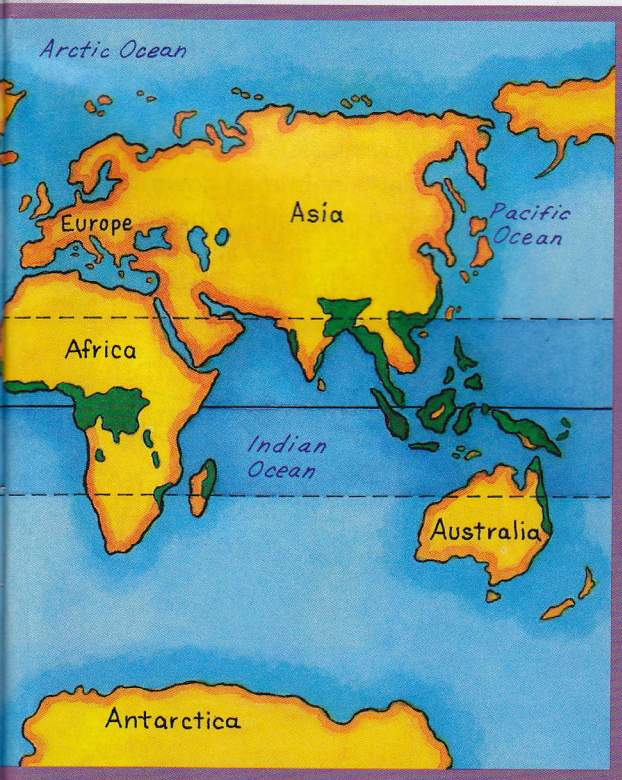 Arctic Ocean
Europe
Asia
Pacific
Ocean
Africa
Indian
Ocean
Australia
Antarctica